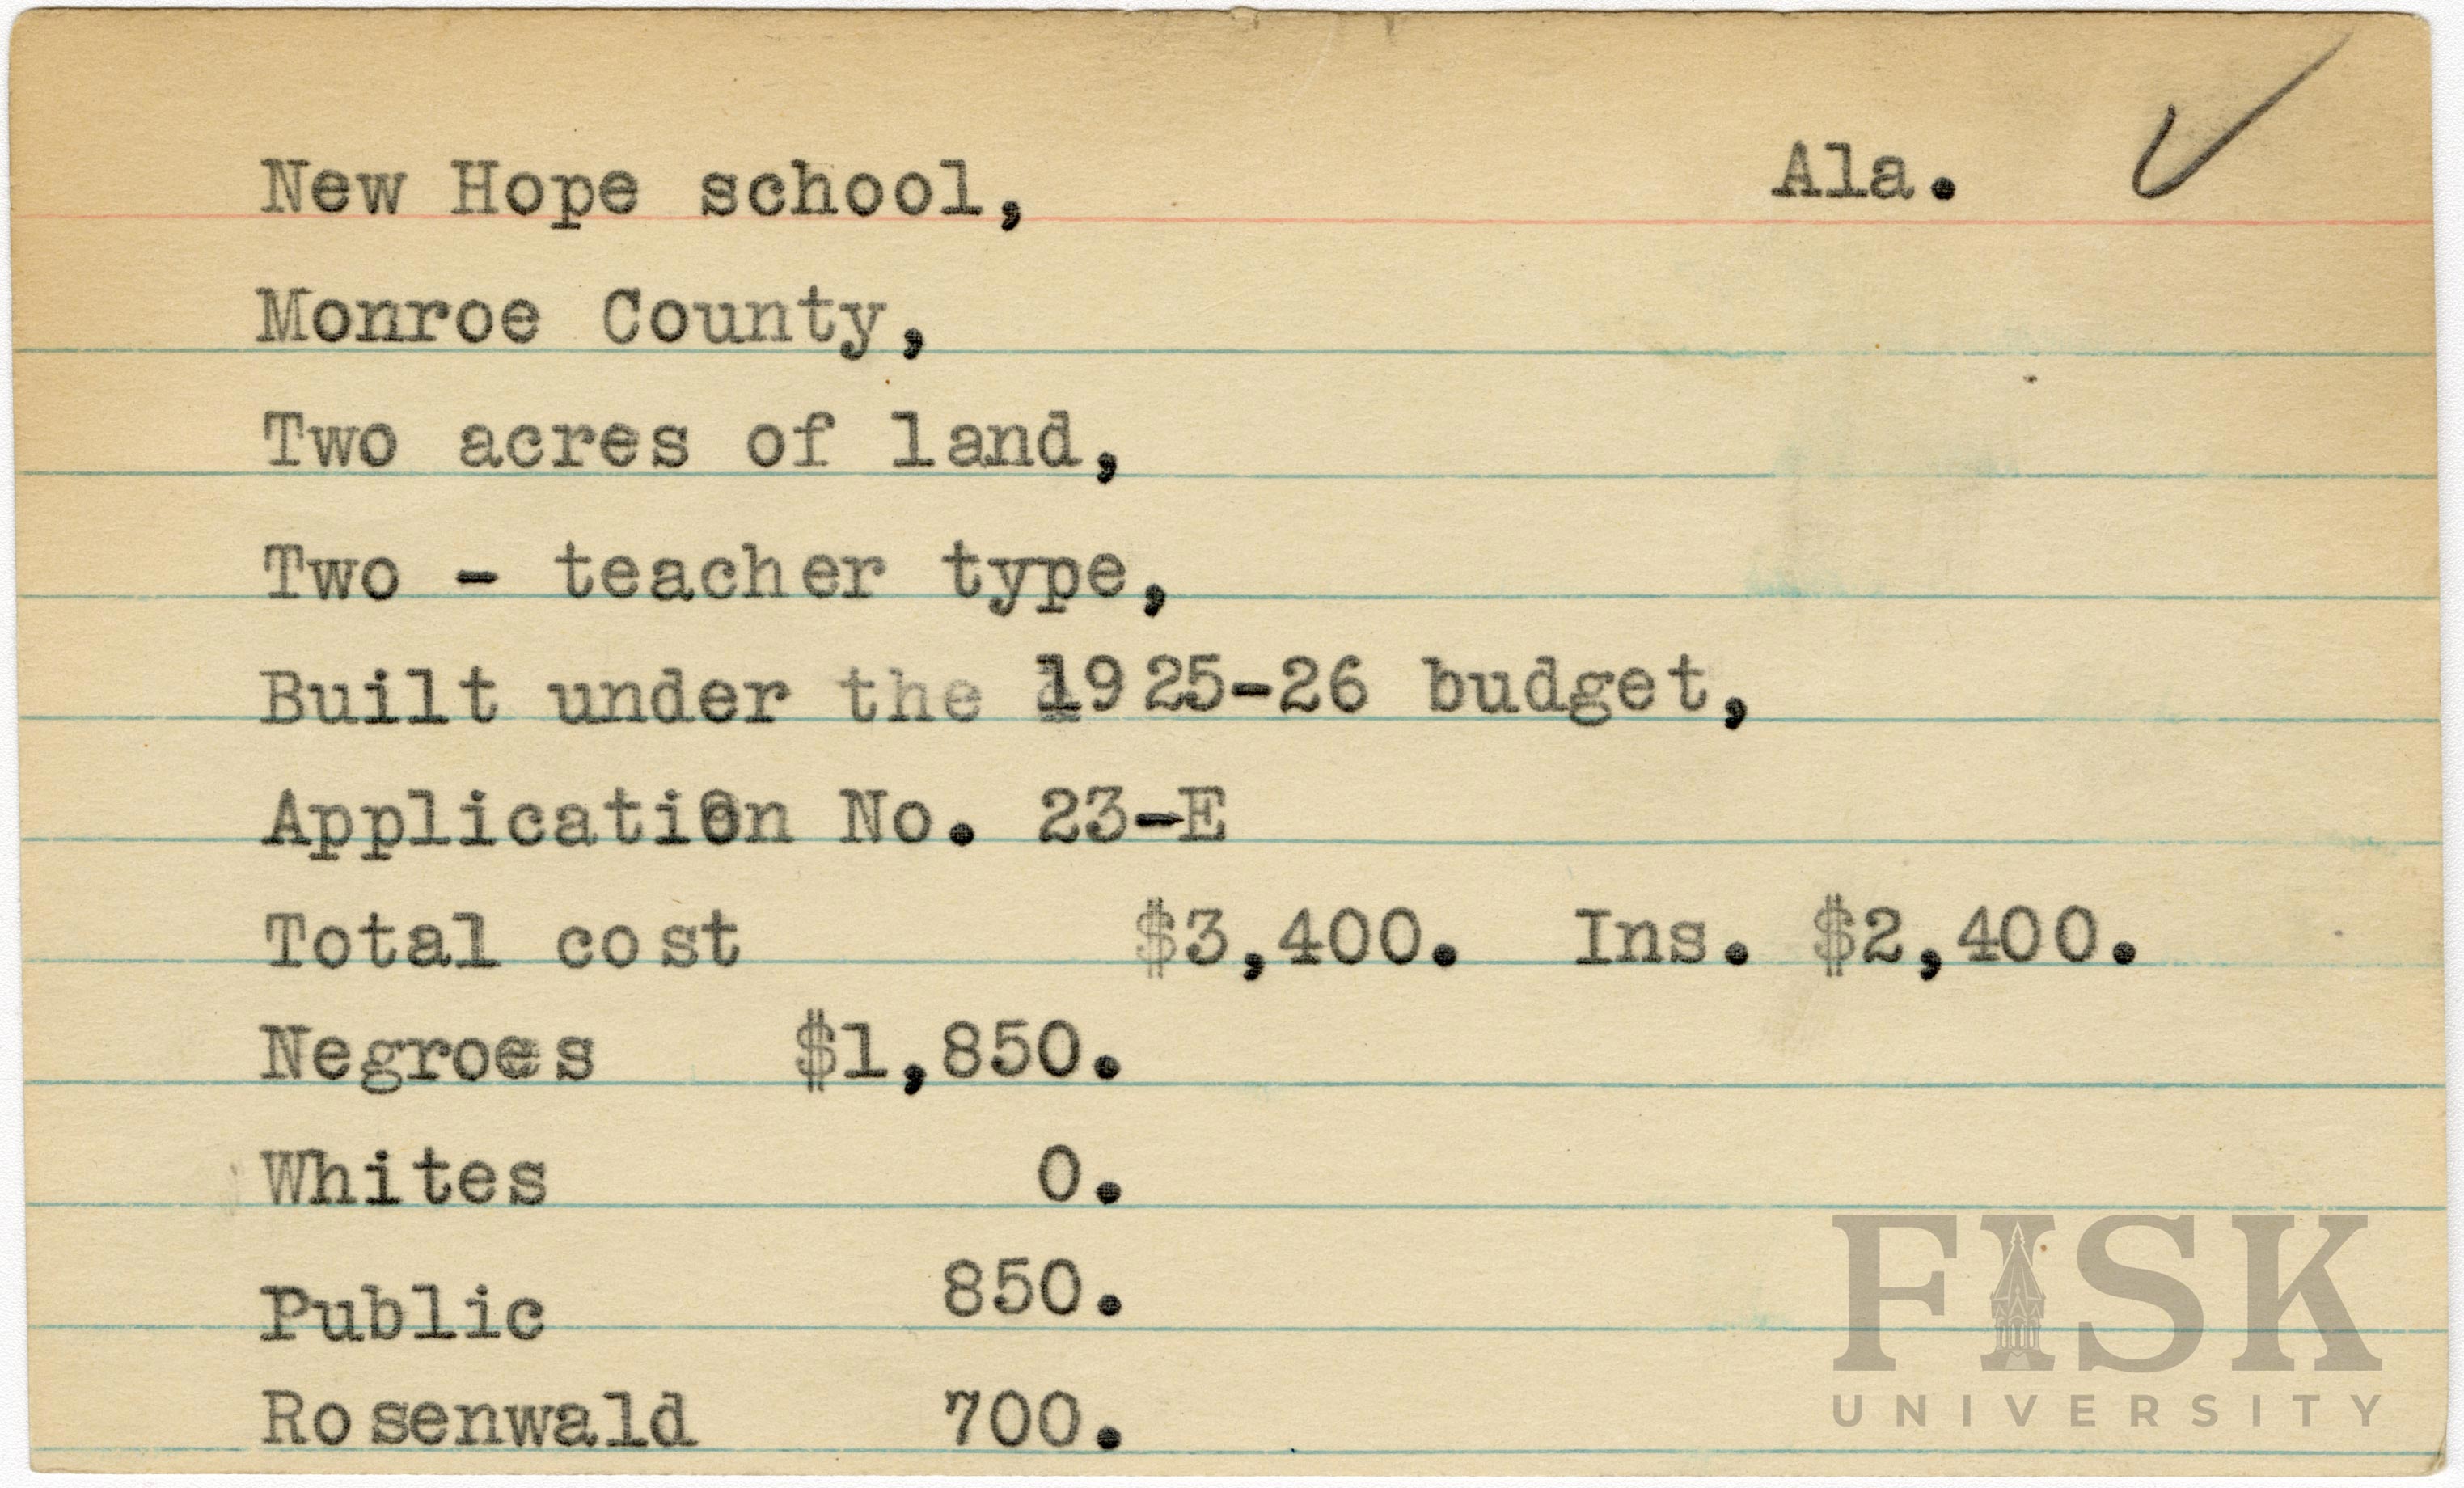 New Hope school, Ala. ✓
Monroe County,
Two acres of land,
Two - teacher type,
Built under the 1925-26 budget,
Application No. 23-E
Total cost $3,400. Ins. $2,400.
Negroes $1,850.
Whites 0.
Public 850.
Rosenwald 700.
FISK
UNIVERSITY